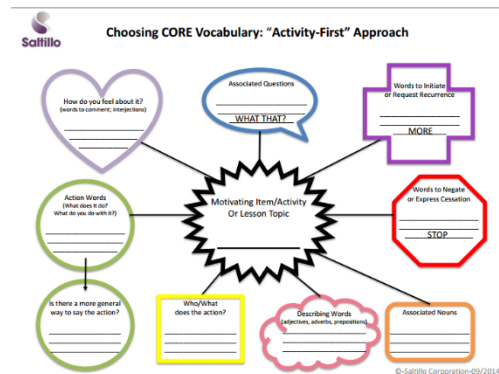 Saltillo
Choosing CORE Vocabulary: "Activity-First" Approach
How do you feel about it?
(words to comment; interjections)
Associated Questions
WHAT THAT?
Words to Initiate
or Request Recurrence
MORE
Action Words
(What does it do?
What do you do with it?)
Motivating Item/Activity
Or Lesson Topic
Words to Negate
or Express Cessation
STOP
Is there a more general
way to say the action?
Who/What
does the action?
Describing Words
(adjectives, adverbs, prepositions)
Associated Nouns
©-Saltillo Corporation-09/2014